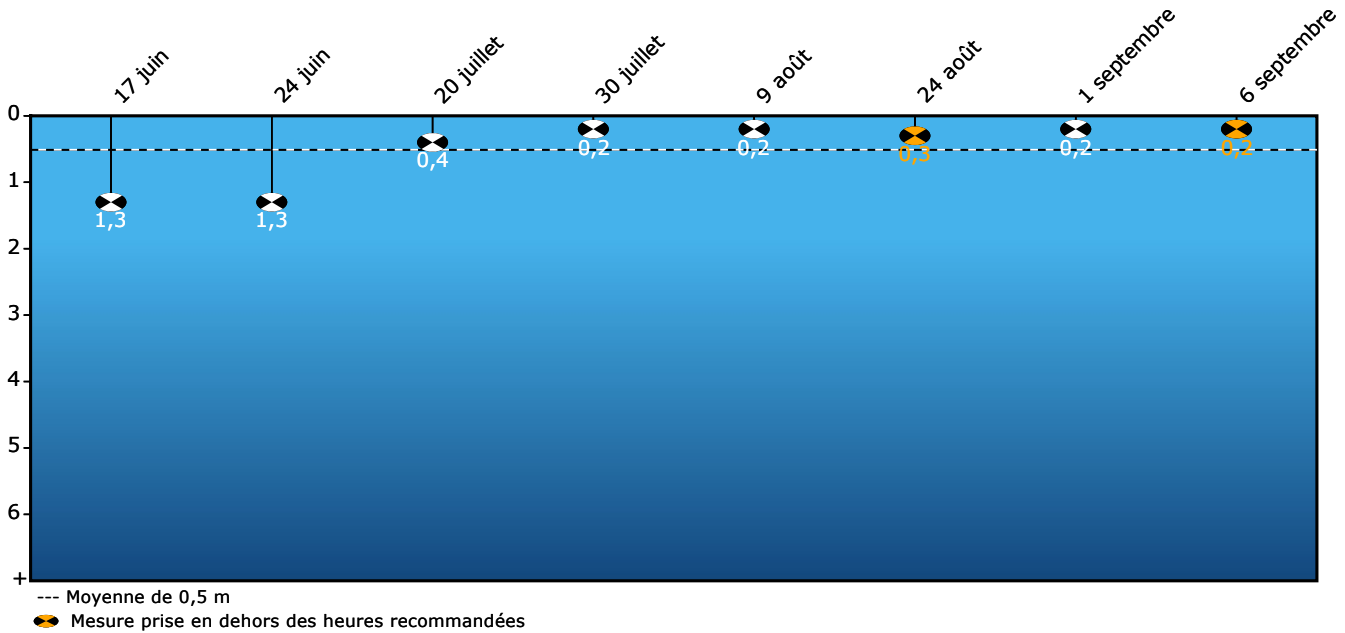 17 juin
24 juin
20 juillet
30 juillet
9 août
24 août
1 septembre
6 septembre
0
1
2
3
4
5
6
+
1,3
1,3
0,4
0,2
0,2
0,3
0,2
0,2
--- Moyenne de 0,5 m
Mesure prise en dehors des heures recommandées